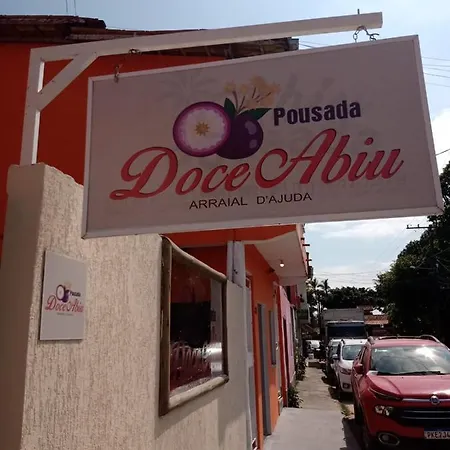 Pousada
Doce Abiu
ARRAIAL D'AJUDA
Pousada
Doce Abiu